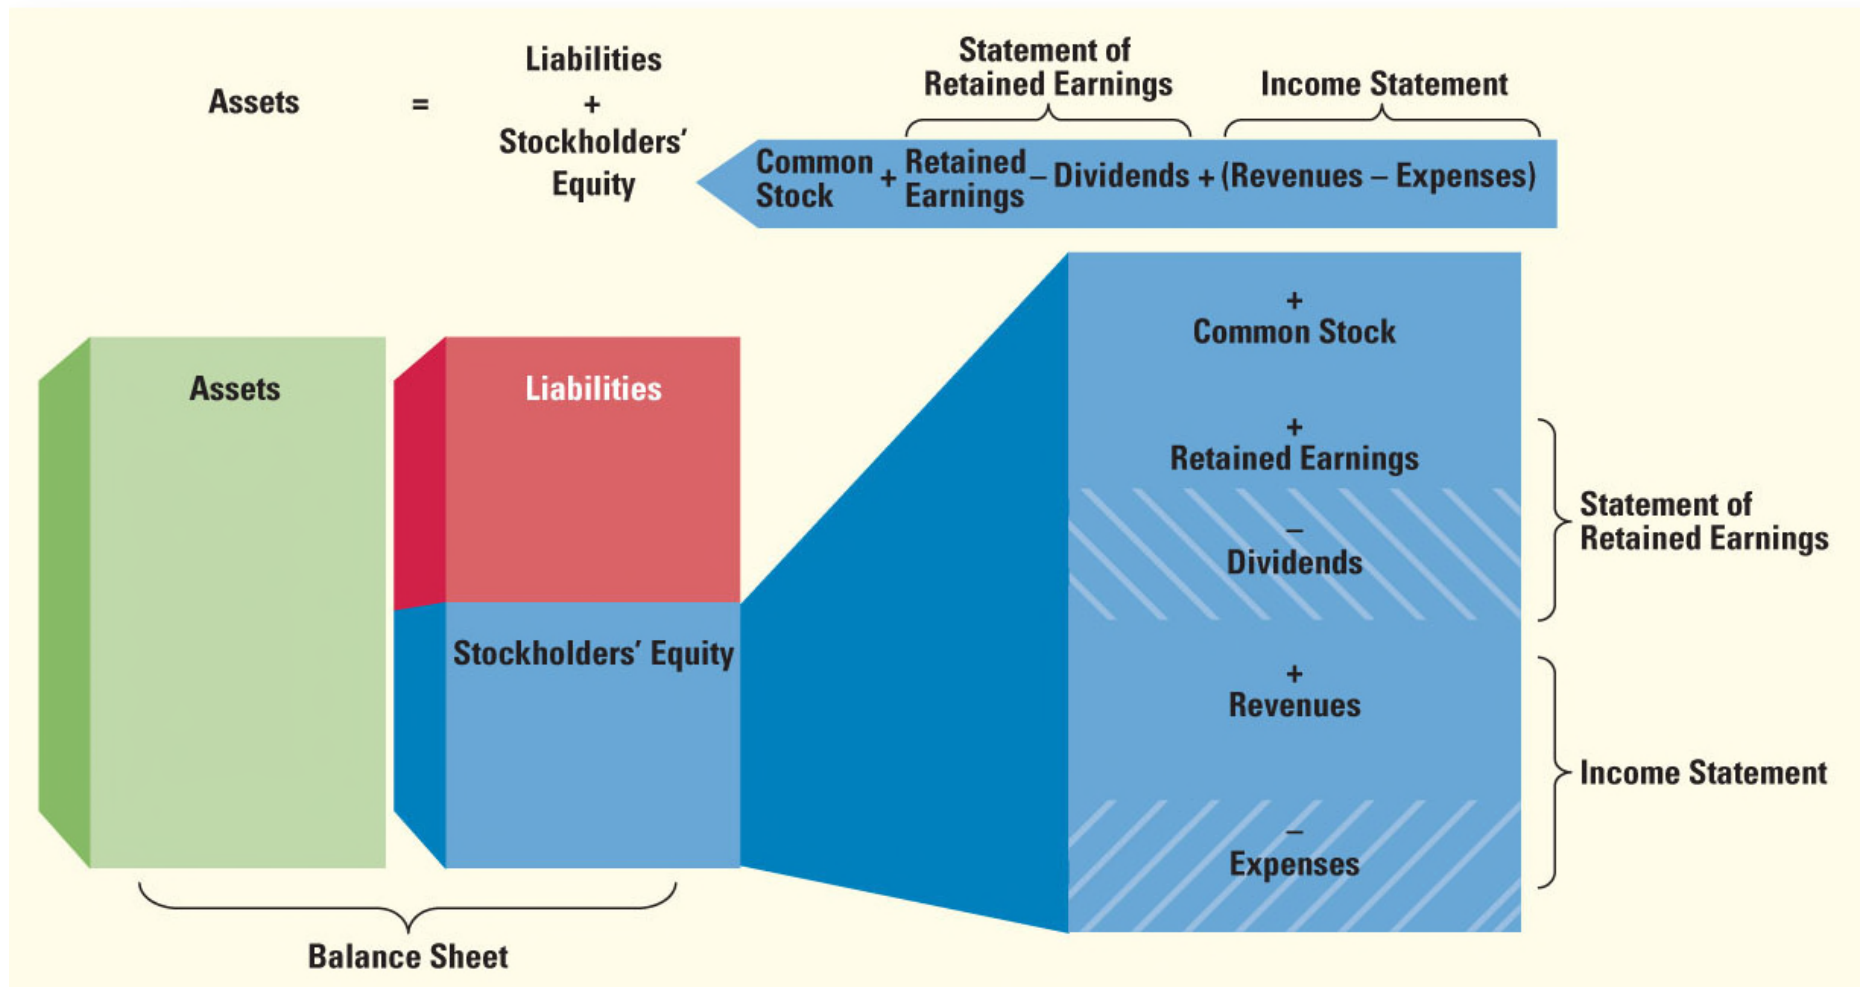 Assets
=
Liabilities
+
Stockholders'
Equity
Statement of
Retained Earnings
Income Statement
Common
Stock
+
Retained
Earnings
– Dividends + (Revenues – Expenses)
Assets
Liabilities
Stockholders' Equity
Balance Sheet
+
Common Stock
+
Retained Earnings
–
Dividends
+
Revenues
–
Expenses
Statement of
Retained Earnings
Income Statement